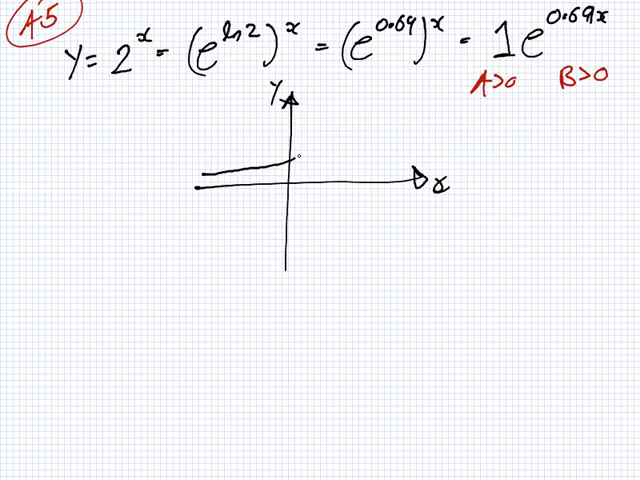 A5
Y = 2^x = (e^ln2)^x = (e^0.69)^x = 1e^0.69x
A>0 B>0
Y
x